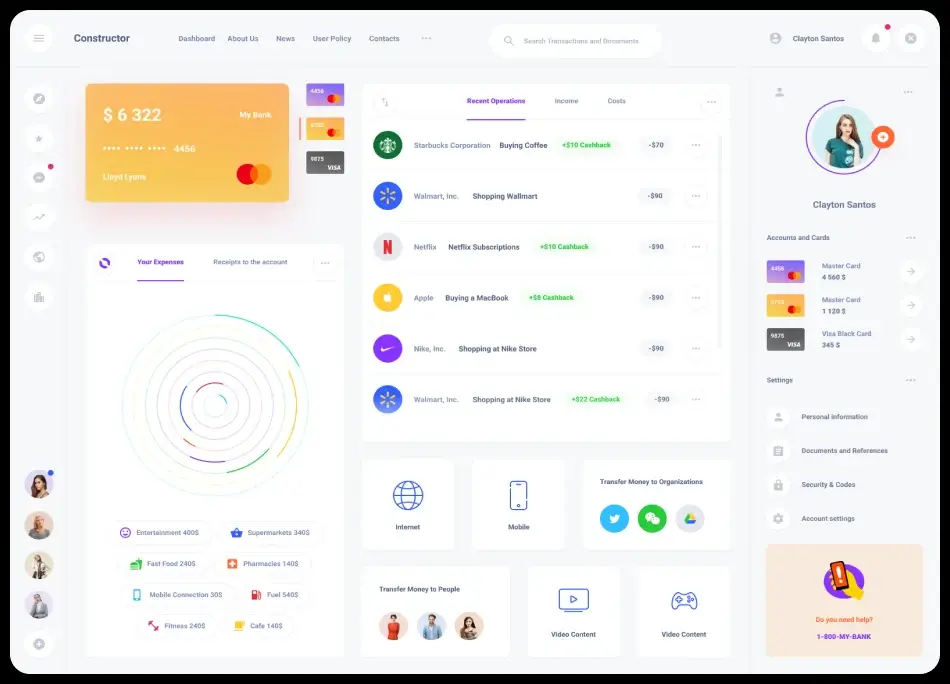 Constructor
Dashboard
About Us
News
User Policy
Contacts
Search Transactions and Documents
Clayton Santos
$ 6 322
My Bank
•••• •••• •••• 4456
Lloyd Lyons
4456
9875
VISA
Your Expenses
Receipts to the account
Entertainment 400$
Supermarkets 340$
Fast Food 240$
Pharmacies 140$
Mobile Connection 30$
Fuel 540$
Fitness 240$
Cafe 140$
Recent Operations
Income
Costs
Starbucks Corporation Buying Coffee +$10 Cashback -$70
Walmart, Inc. Shopping Wallmart -$90
Netflix Netflix Subscriptions +$10 Cashback -$90
Apple Buying a MacBook +$8 Cashback -$90
Nike, Inc. Shopping at Nike Store -$90
Walmart, Inc. Shopping at Nike Store +$22 Cashback -$90
Internet
Mobile
Transfer Money to Organizations
Transfer Money to People
Video Content
Video Content
Clayton Santos
Accounts and Cards
4456
Master Card
4 560 $
Master Card
1 120 $
9875
VISA
Visa Black Card
345 $
Settings
Personal Information
Documents and References
Security & Codes
Account settings
Do you need help?
1-800-MY-BANK